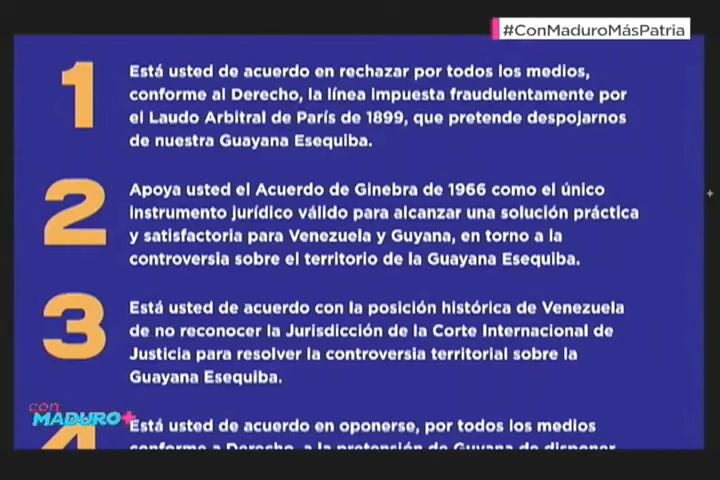 #ConMaduroMásPatria
1
Está usted de acuerdo en rechazar por todos los medios,
conforme al Derecho, la línea impuesta fraudulentamente por
el Laudo Arbitral de París de 1899, que pretende despojarnos
de nuestra Guayana Esequiba.
2
Apoya usted el Acuerdo de Ginebra de 1966 como el único
instrumento jurídico válido para alcanzar una solución práctica
y satisfactoria para Venezuela y Guyana, en torno a la
controversia sobre el territorio de la Guayana Esequiba.
3
Está usted de acuerdo con la posición histórica de Venezuela
de no reconocer la Jurisdicción de la Corte Internacional de
Justicia para resolver la controversia territorial sobre la
Guayana Esequiba.
con
MADURO+
4
Está usted de acuerdo en oponerse, por todos los medios
conforme a Derecho, a la pretensión de Guyana de disponer